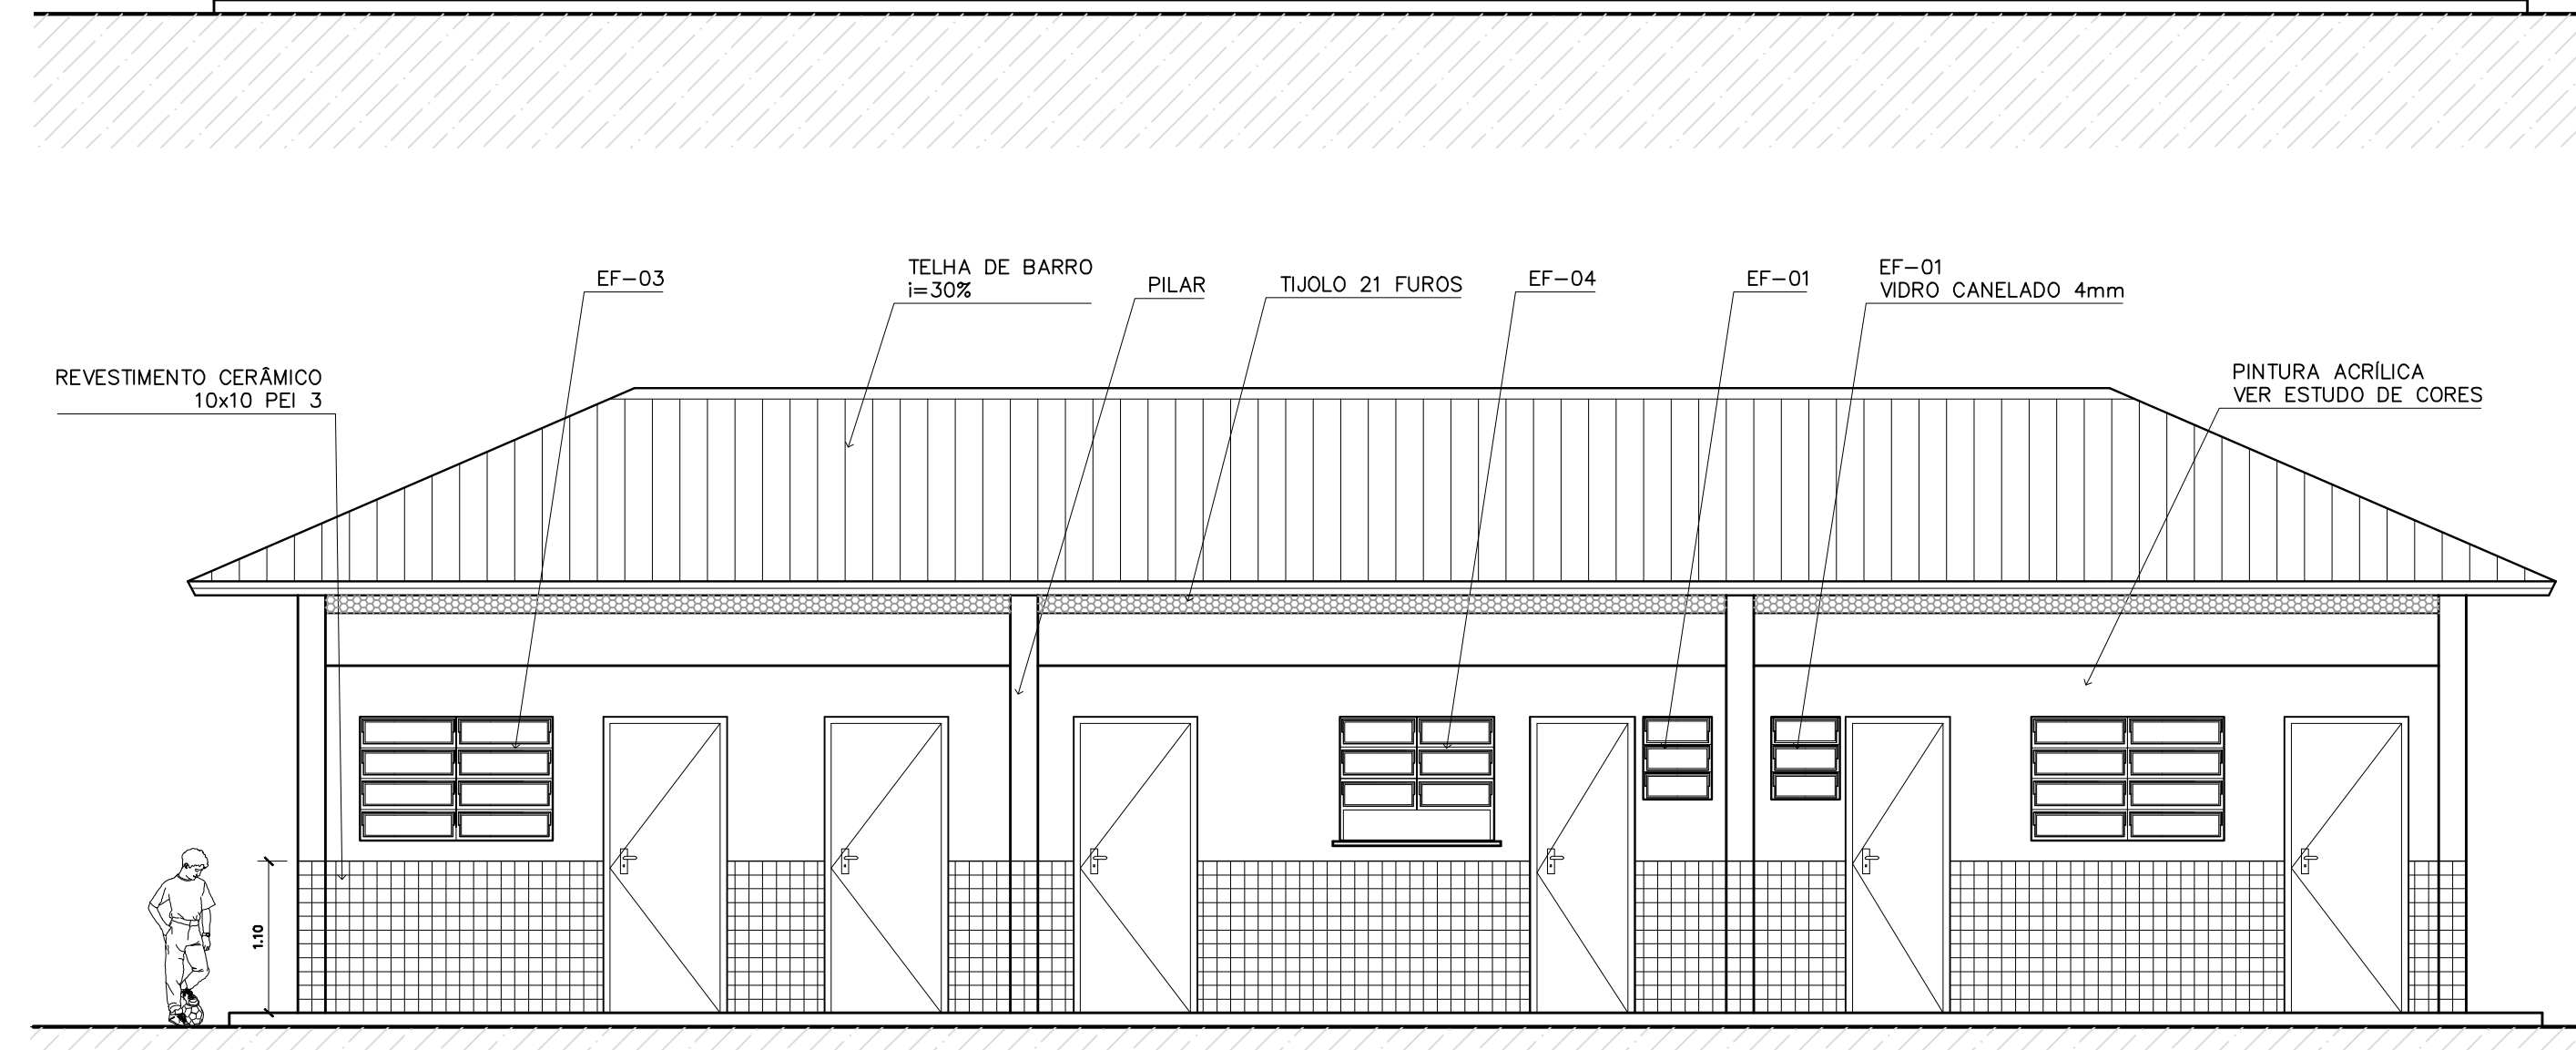 EF-03
TELHA DE BARRO
i=30%
PILAR
TIJOLO 21 FUROS
EF-04
EF-01
EF-01
VIDRO CANELADO 4mm
REVESTIMENTO CERÂMICO
10x10 PEI 3
PINTURA ACRÍLICA
VER ESTUDO DE CORES
1.10